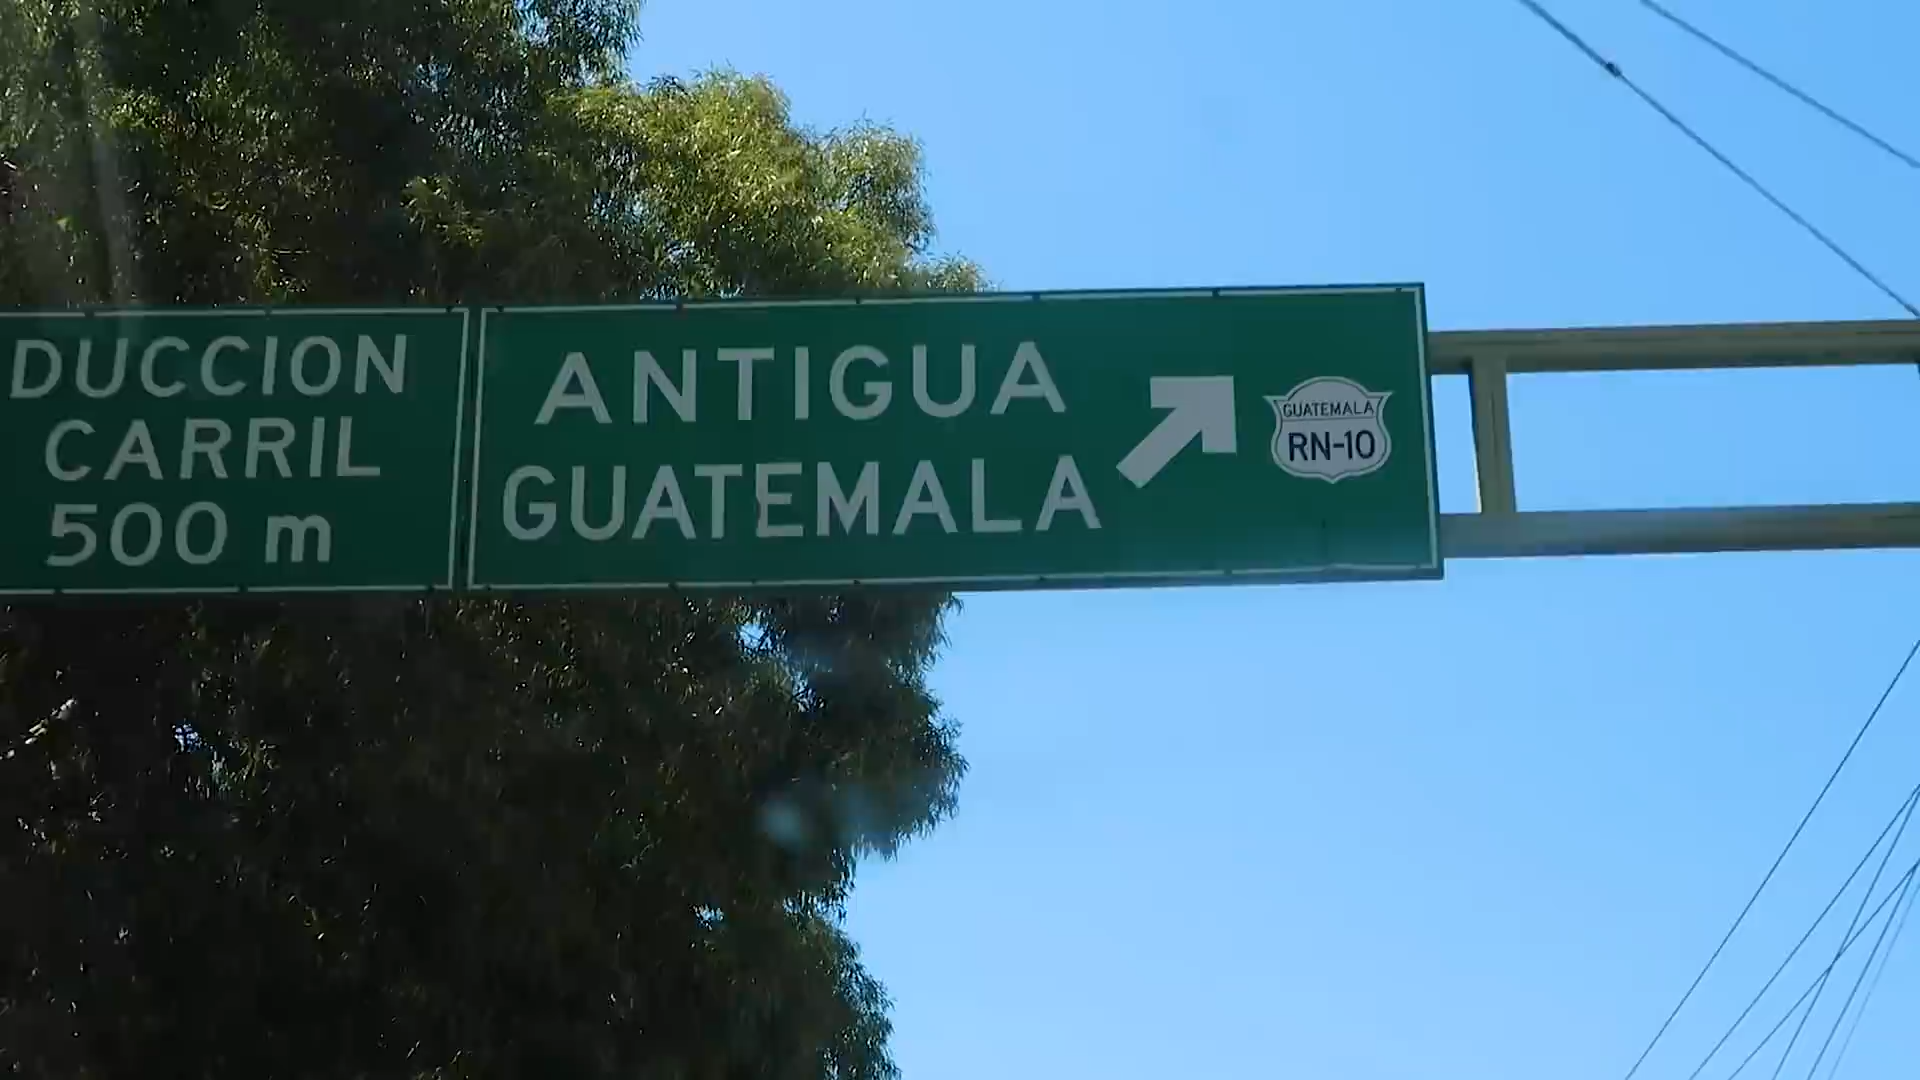 DUCCION
CARRIL
500 m
ANTIGUA
GUATEMALA
GUATEMALA
RN-10